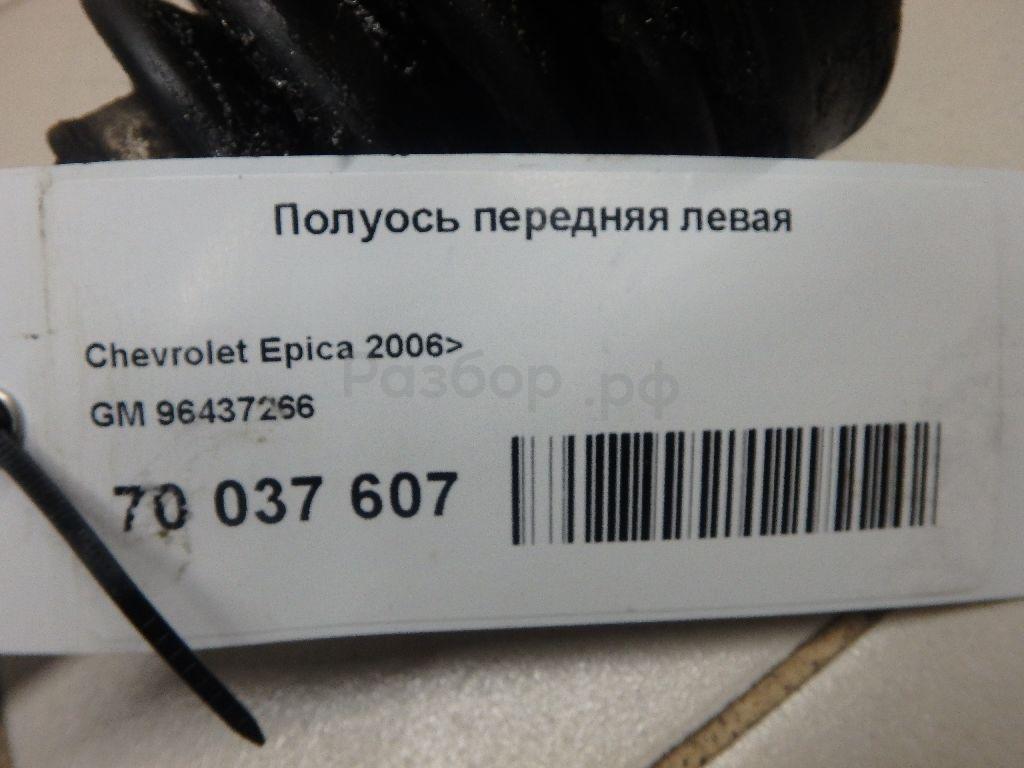 Полуось передняя левая
Chevrolet Epica 2006>
Разбор.рф
GM 96437266
70 037 607